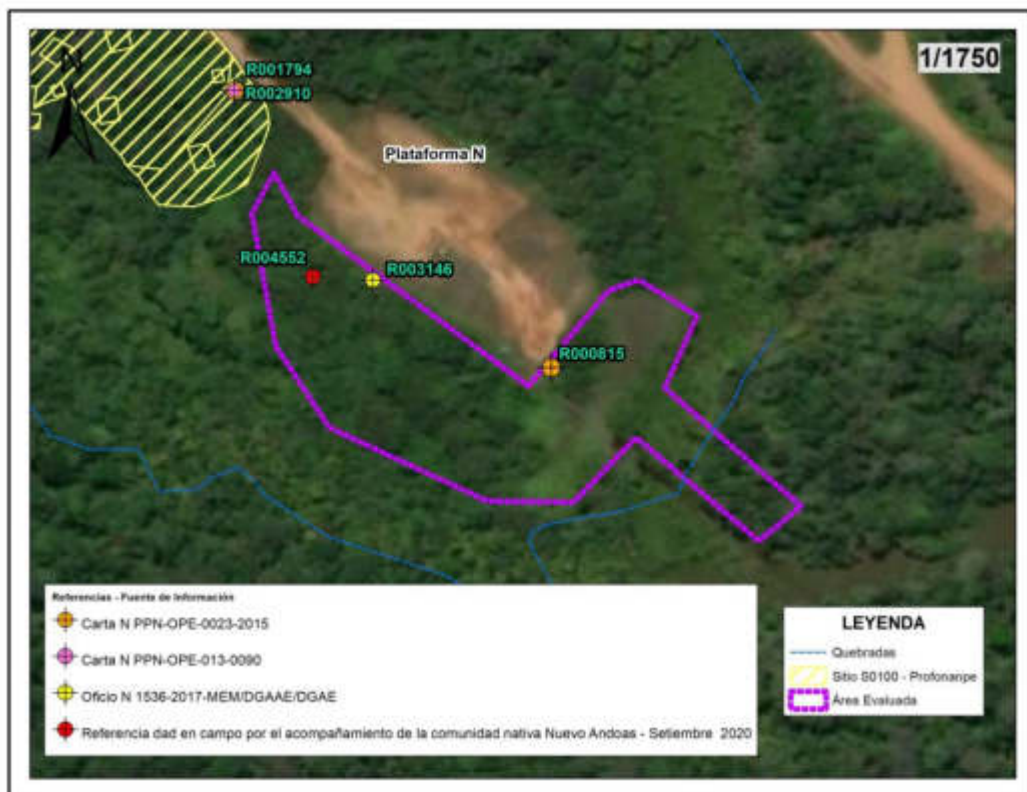 1/1750
N
R001794
R002910
Plataforma N
R004552
R003146
R000815
Referencias - Fuente de Información
Carta N PPN-OPE-0023-2015
Carta N PPN-OPE-013-0090
Oficio N 1536-2017-MEM/DGAAE/DGAE
Referencia dad en campo por el acompañamiento de la comunidad nativa Nuevo Andoas - Setiembre 2020
LEYENDA
Quebradas
Sitio S0100 - Profonanpe
Área Evaluada